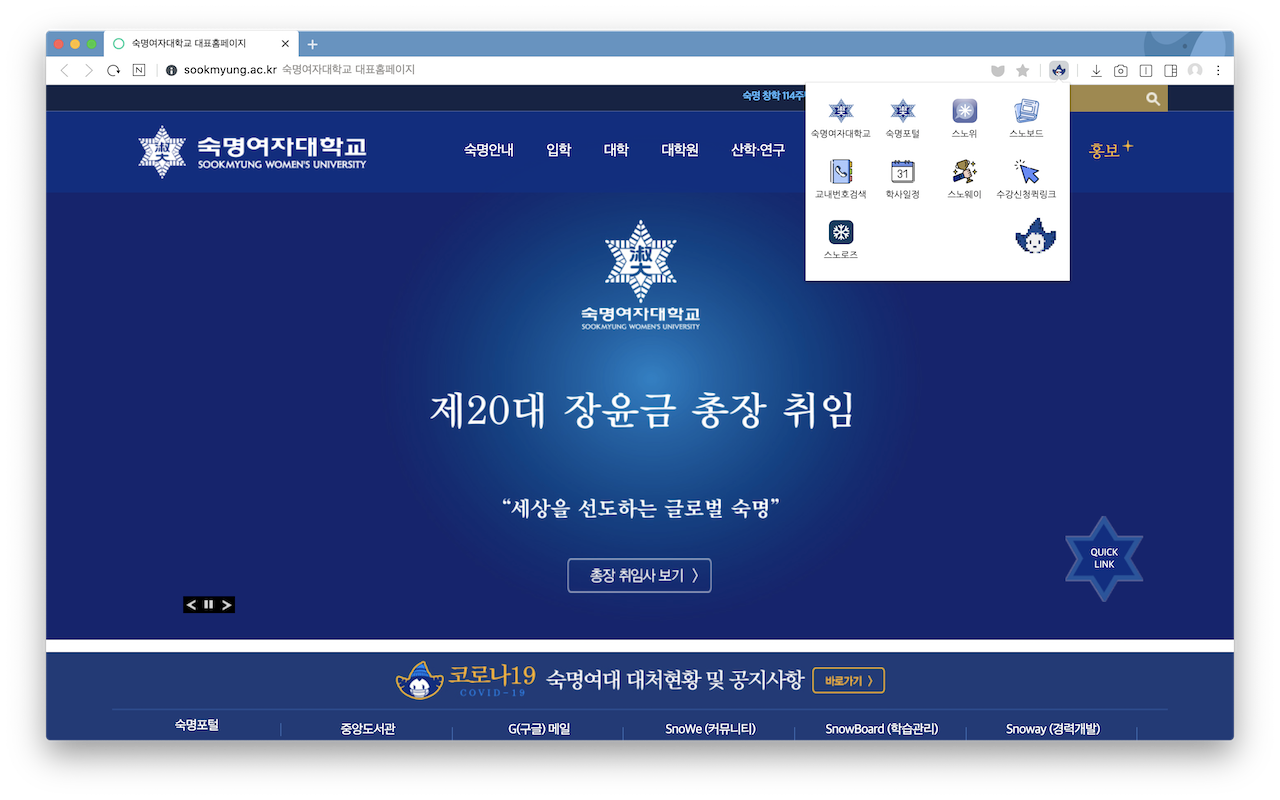 숙명여자대학교 대표홈페이지
N
sookmyung.ac.kr 숙명여자대학교 대표홈페이지
숙명 창학 114주
숙명여자대학교
SOOKMYUNG WOMEN'S UNIVERSITY
숙명안내 입학 대학 대학원 산학·연구 홍보
숙명여자대학교 숙명포털 스노위 스노보드
31
교내번호검색 학사일정 스노웨이 수강신청퀵링크
스노로즈
淑大
숙명여자대학교
SOOKMYUNG WOMEN'S UNIVERSITY
제20대 장윤금 총장 취임
“세상을 선도하는 글로벌 숙명”
총장 취임사 보기 〉
QUICK
LINK
코로나19 숙명여대 대처현황 및 공지사항 바로가기 〉
COVID-19
숙명포털 중앙도서관 G(구글) 메일 SnoWe (커뮤니티) SnowBoard (학습관리) Snoway (경력개발)